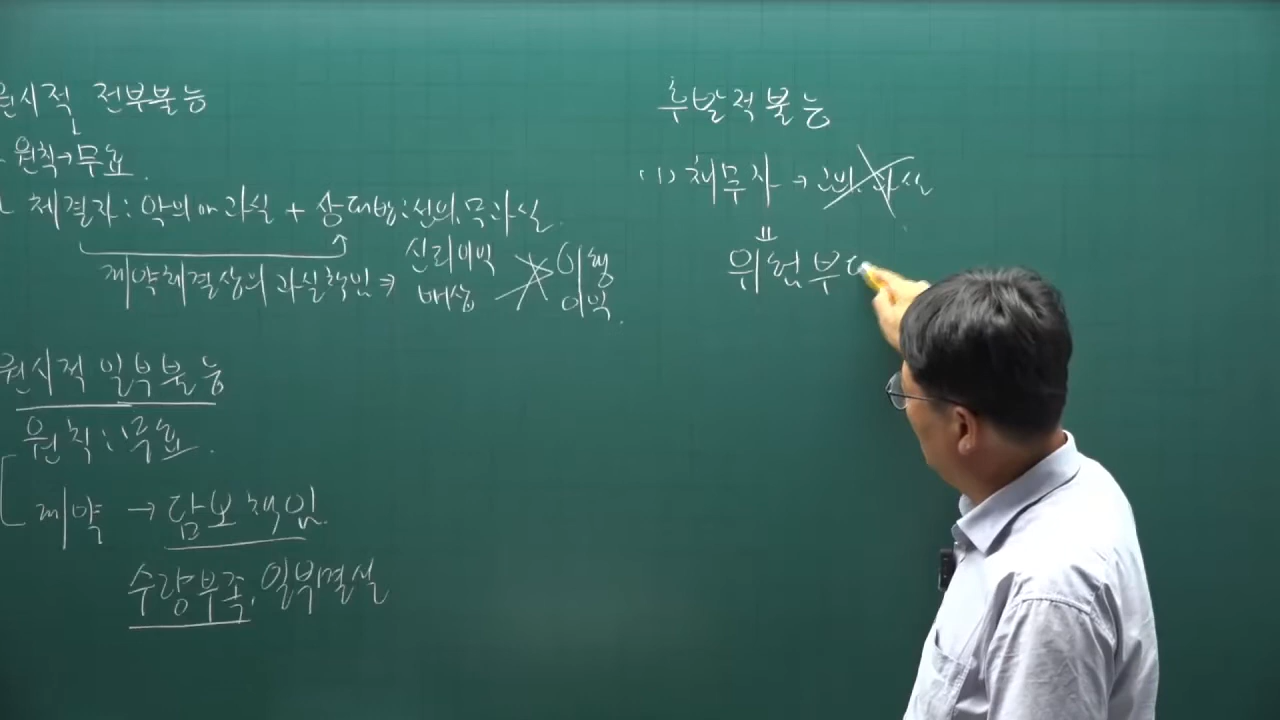 원시적 전부불능
원칙→무효.
체결자: 악의 or 과실 + 상대방: 선의, 무과실.
계약체결상의 과실책임 ⇒ 신뢰이익 배상
이행이익.
원시적 일부불능
원칙: 무효.
계약 → 담보책임.
수량부족, 일부멸실
후발적불능
(1) 채무자 → 고의 과실
위험부